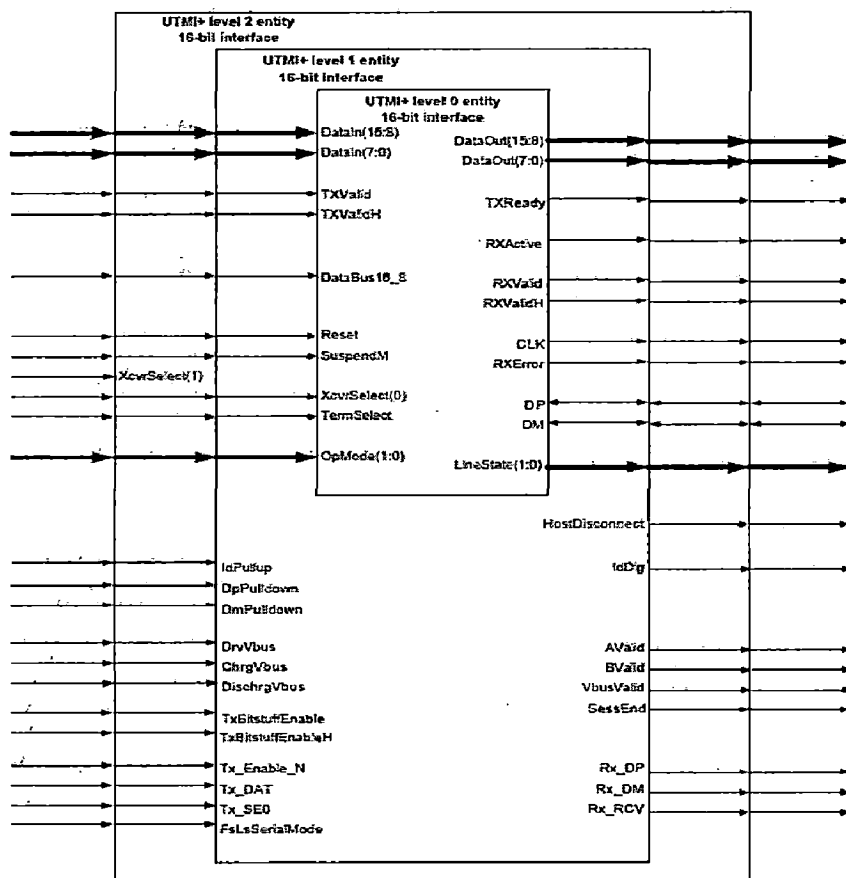 UTMI+ level 2 entity
16-bit interface
UTMI+ level 1 entity
16-bit interface
UTMI+ level 0 entity
16-bit interface
DataIn(15:8)
DataIn(7:0)
TXValid
TXValidH
DataBus16_8
Reset
SuspendM
XcvrSelect(1)
XcvrSelect(0)
TermSelect
OpMode(1:0)
DataOut(15:8)
DataOut(7:0)
TXReady
RXActive
RXValid
RXValidH
CLK
RXError
DP
DM
LineState(1:0)
HostDisconnect
IdDig
IdPullup
DpPulldown
DmPulldown
DrvVbus
ChrgVbus
DischrgVbus
TxBitstuffEnable
TxBitstuffEnableH
Tx_Enable_N
Tx_DAT
Tx_SE0
FsLsSerialMode
AValid
BValid
VbusValid
SessEnd
Rx_DP
Rx_DM
Rx_RCV